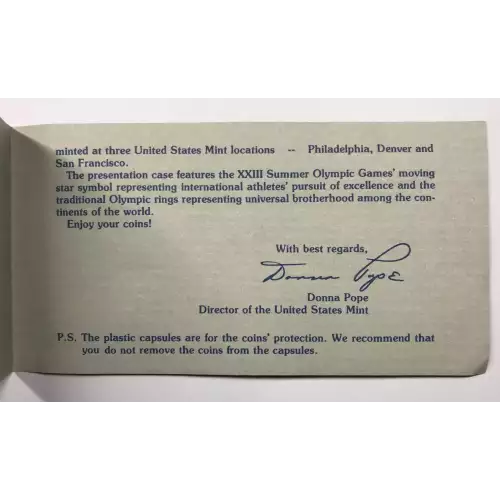 minted at three United States Mint locations -- Philadelphia, Denver and
San Francisco.
The presentation case features the XXIII Summer Olympic Games' moving
star symbol representing international athletes' pursuit of excellence and the
traditional Olympic rings representing universal brotherhood among the con-
tinents of the world.
Enjoy your coins!
With best regards,
Donna Pope
Donna Pope
Director of the United States Mint
P.S. The plastic capsules are for the coins' protection. We recommend that
you do not remove the coins from the capsules.